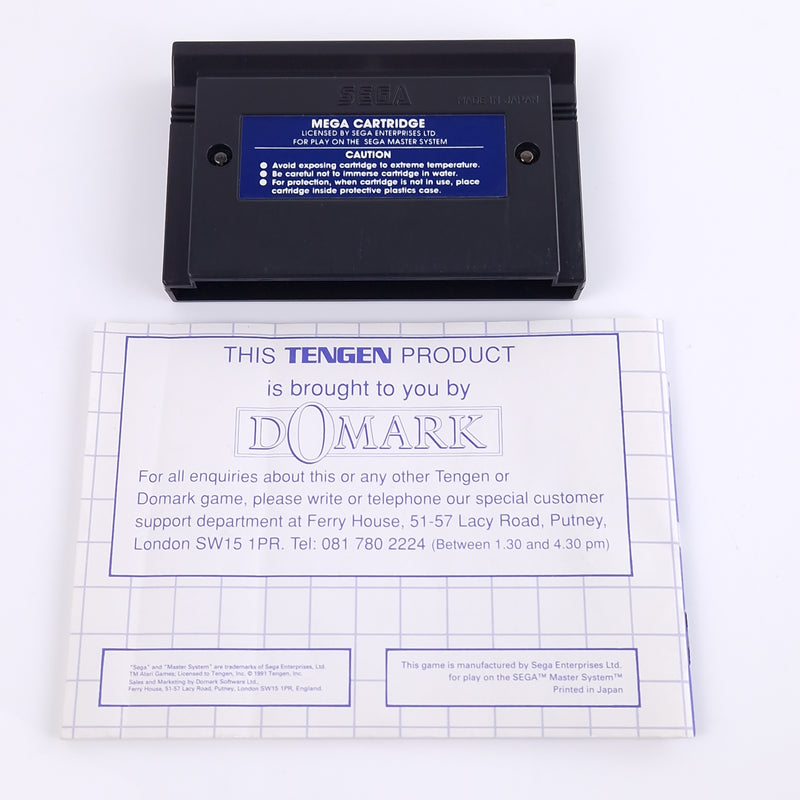 SEGA
MADE IN JAPAN
MEGA CARTRIDGE
LICENSED BY SEGA ENTERPRISES LTD
FOR PLAY ON THE SEGA MASTER SYSTEM
CAUTION
● Avoid exposing cartridge to extreme temperature.
● Be careful not to immerse cartridge in water.
● For protection, when cartridge is not in use, place
cartridge inside protective plastics case.
THIS TENGEN PRODUCT
is brought to you by
DOMARK
For all enquiries about this or any other Tengen or
Domark game, please write or telephone our special customer
support department at Ferry House, 51-57 Lacy Road, Putney,
London SW15 1PR. Tel: 081 780 2224 (Between 1.30 and 4.30 pm)
"Sega" and "Master System" are trademarks of Sega Enterprises, Ltd.
TM Atari Games; Licensed to Tengen, Inc. © 1991 Tengen, Inc.
Sales and Marketing by Domark Software Ltd.,
Ferry House, 51-57 Lacy Road, Putney, London SW15 1PR, England.
This game is manufactured by Sega Enterprises Ltd.
for play on the SEGA™ Master System™
Printed in Japan